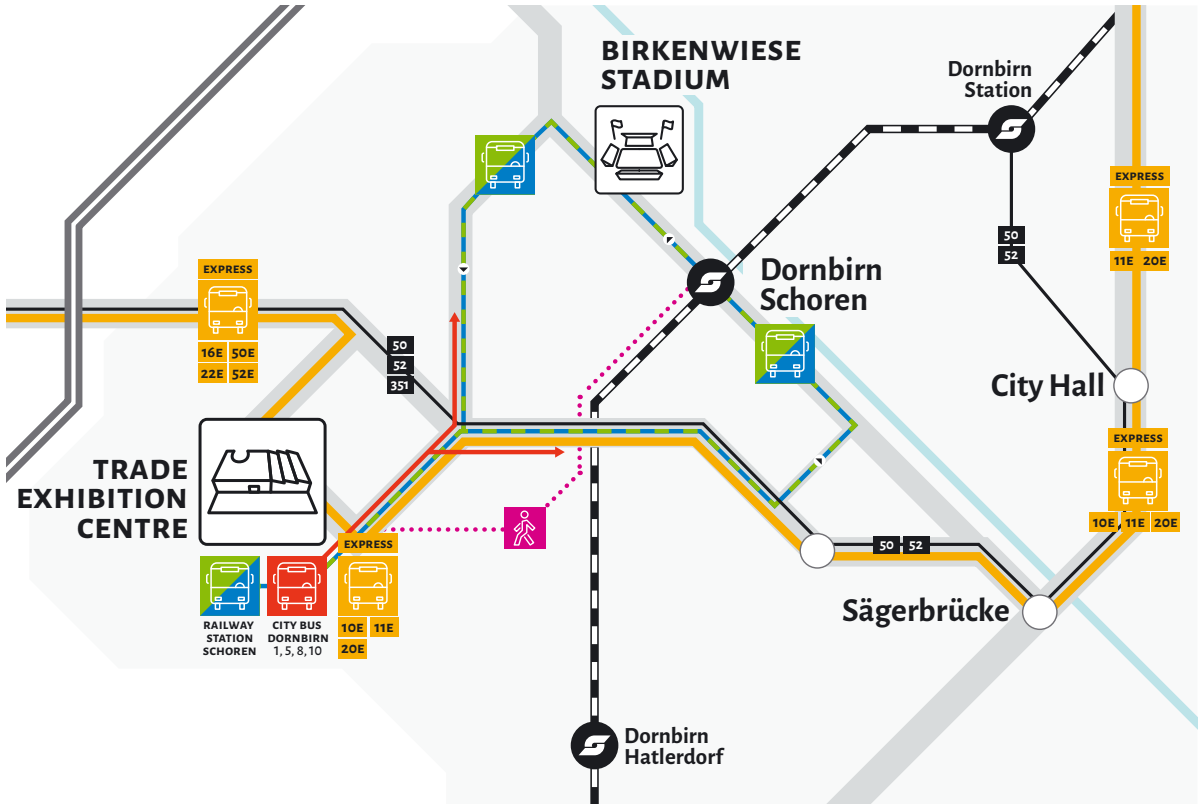 BIRKENWIESE
STADIUM
Dornbirn
Station
EXPRESS
11E 20E
50
52
Dornbirn
Schoren
EXPRESS
16E 50E
22E 52E
50
52
351
City Hall
EXPRESS
10E 11E 20E
TRADE
EXHIBITION
CENTRE
EXPRESS
10E 11E
20E
RAILWAY
STATION
SCHOREN
CITY BUS
DORNBIRN
1, 5, 8, 10
50 52
Sägerbrücke
Dornbirn
Hatlerdorf